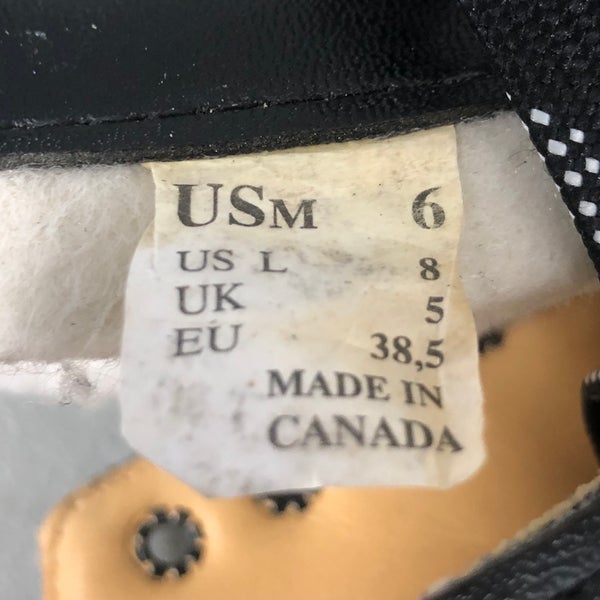 USM 6
US L 8
UK 5
EU 38,5
MADE IN
CANADA